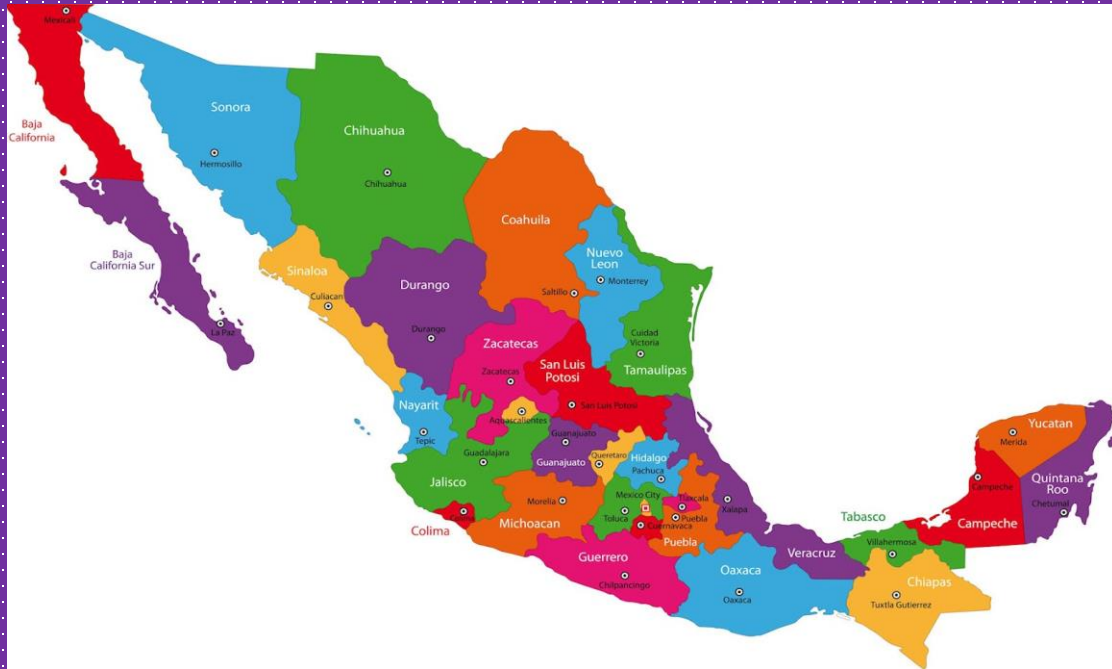 Mexicali
Baja
California
Sonora
Hermosillo
Chihuahua
Chihuahua
Coahuila
Saltillo
Nuevo
Leon
Monterrey
Baja
California Sur
La Paz
Sinaloa
Culiacan
Durango
Durango
Zacatecas
Zacatecas
San Luis
Potosi
San Luis Potosi
Cuidad
Victoria
Tamaulipas
Nayarit
Tepic
Aquascalientes
Guadalajara
Jalisco
Guanajuato
Guanajuato
Queretaro
Hidalgo
Pachuca
Colima
Colima
Morelia
Michoacan
Mexico City
Toluca
Cuernavaca
Tlaxcala
Puebla
Puebla
Xalapa
Veracruz
Guerrero
Chilpancingo
Oaxaca
Oaxaca
Tabasco
Villahermosa
Chiapas
Tuxtla Gutierrez
Campeche
Campeche
Yucatan
Merida
Quintana
Roo
Chetumal